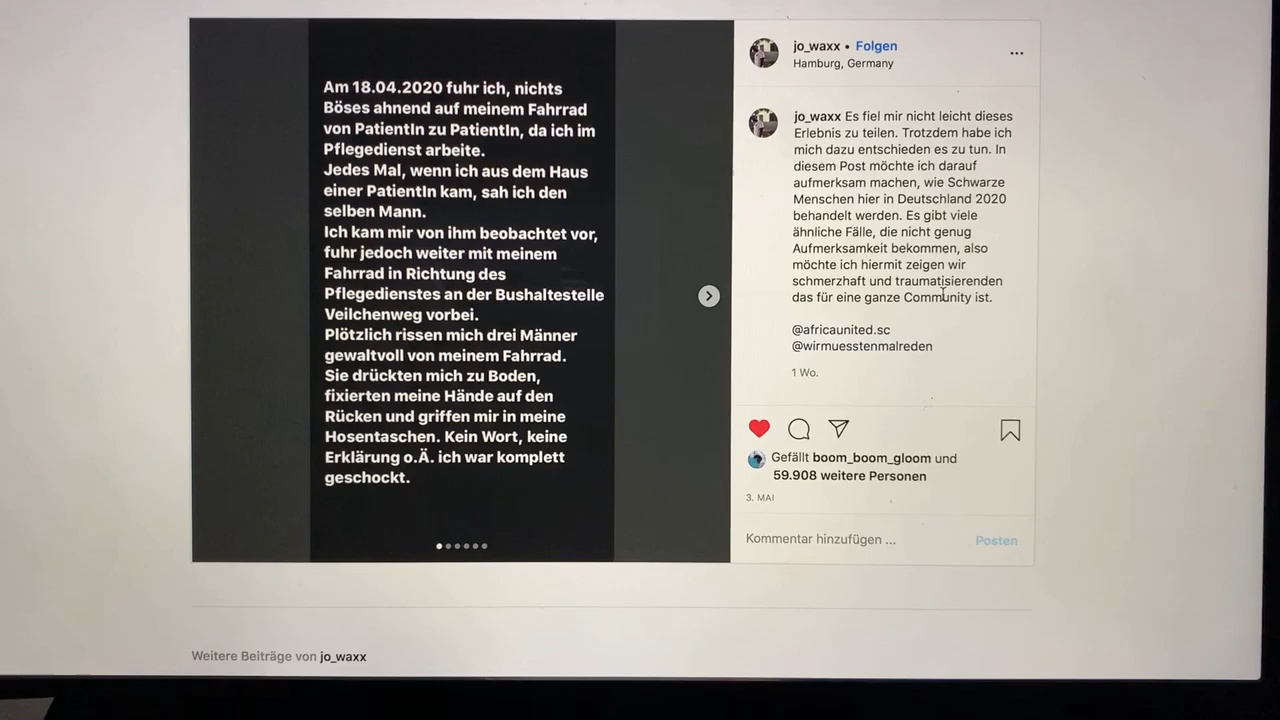 Am 18.04.2020 fuhr ich, nichts
Böses ahnend auf meinem Fahrrad
von PatientIn zu PatientIn, da ich im
Pflegedienst arbeite.
Jedes Mal, wenn ich aus dem Haus
einer PatientIn kam, sah ich den
selben Mann.
Ich kam mir von ihm beobachtet vor,
fuhr jedoch weiter mit meinem
Fahrrad in Richtung des
Pflegedienstes an der Bushaltestelle
Veilchenweg vorbei.
Plötzlich rissen mich drei Männer
gewaltvoll von meinem Fahrrad.
Sie drückten mich zu Boden,
fixierten meine Hände auf den
Rücken und griffen mir in meine
Hosentaschen. Kein Wort, keine
Erklärung o.Ä. ich war komplett
geschockt.
jo_waxx • Folgen
Hamburg, Germany
jo_waxx Es fiel mir nicht leicht dieses
Erlebnis zu teilen. Trotzdem habe ich
mich dazu entschieden es zu tun. In
diesem Post möchte ich darauf
aufmerksam machen, wie Schwarze
Menschen hier in Deutschland 2020
behandelt werden. Es gibt viele
ähnliche Fälle, die nicht genug
Aufmerksamkeit bekommen, also
möchte ich hiermit zeigen wir
schmerzhaft und traumatisierenden
das für eine ganze Community ist.
@africaunited.sc
@wirmuesstenmalreden
1 Wo.
Gefällt boom_boom_gloom und
59.908 weitere Personen
3. MAI
Kommentar hinzufügen ...
Posten
Weitere Beiträge von jo_waxx